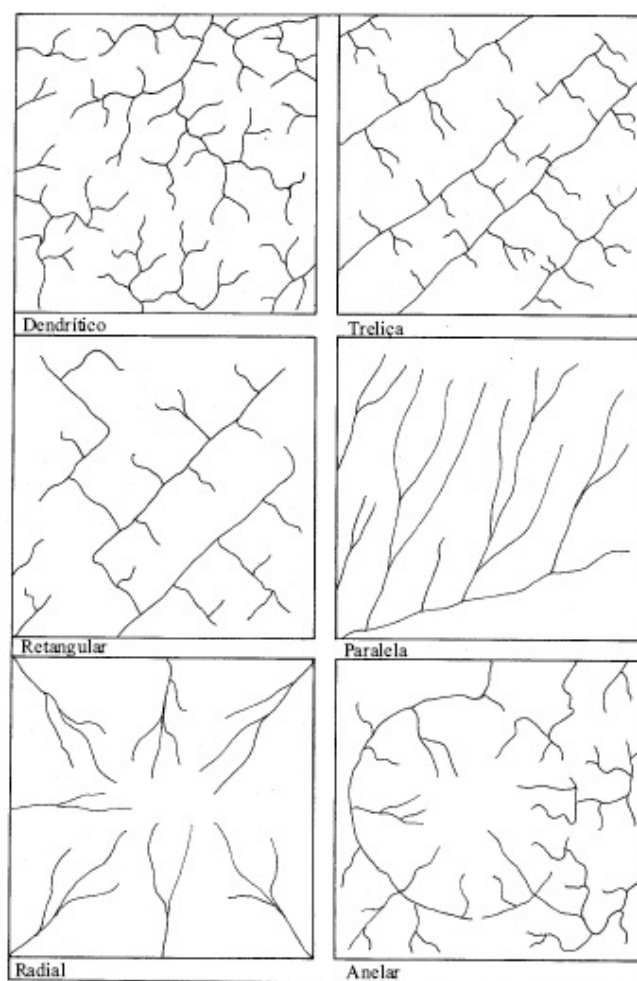 Dendrítico
Treliça
Retangular
Paralela
Radial
Anelar